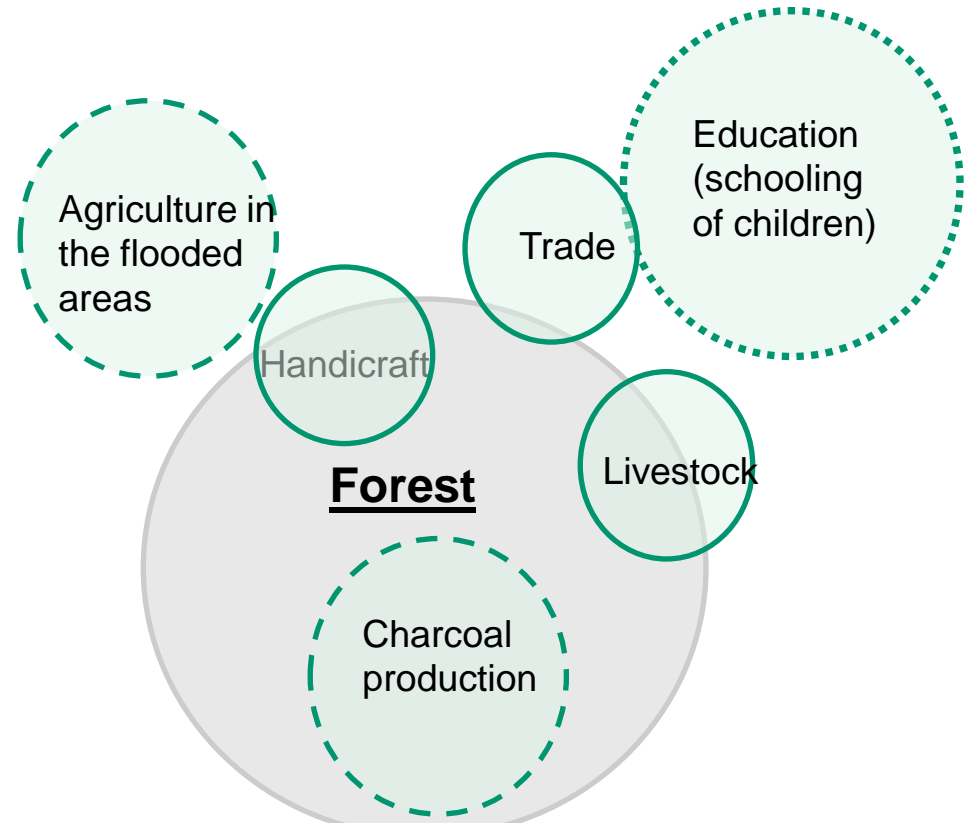 Education
(schooling
of children)
Agriculture in
the flooded
areas
Trade
Handicraft
Livestock
Forest
Charcoal
production